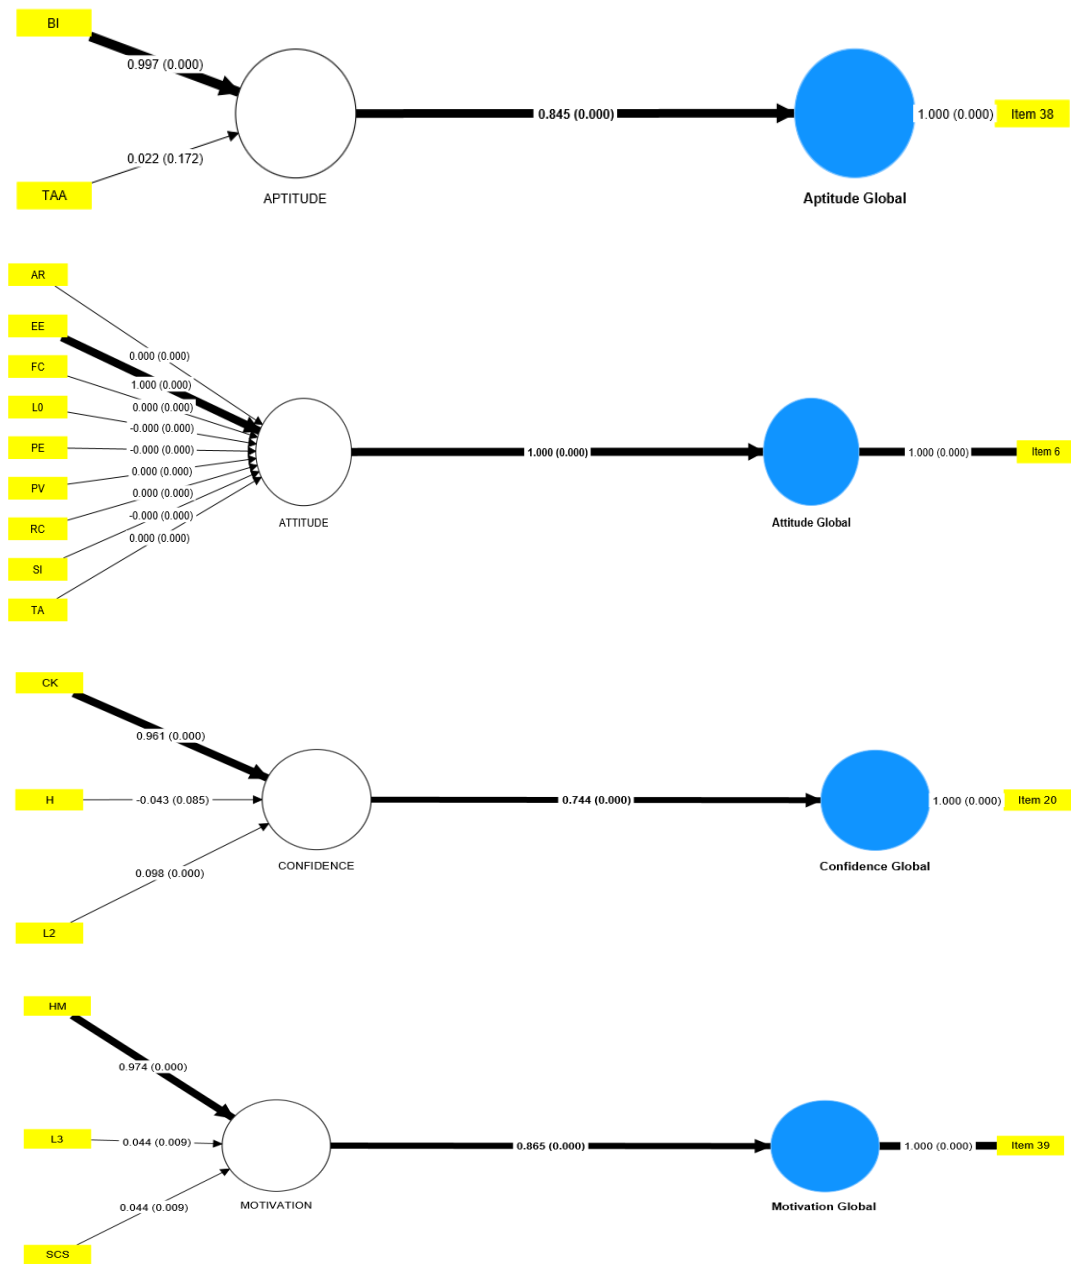 BI
0.997 (0.000)
0.845 (0.000)
1.000 (0.000)
Item 38
0.022 (0.172)
TAA
APTITUDE
Aptitude Global
AR
EE
FC
L0
PE
PV
RC
SI
TA
0.000 (0.000)
1.000 (0.000)
0.000 (0.000)
-0.000 (0.000)
-0.000 (0.000)
0.000 (0.000)
0.000 (0.000)
-0.000 (0.000)
0.000 (0.000)
1.000 (0.000)
1.000 (0.000)
Item 6
ATTITUDE
Attitude Global
CK
0.961 (0.000)
H
-0.043 (0.085)
0.744 (0.000)
1.000 (0.000)
Item 20
0.098 (0.000)
CONFIDENCE
Confidence Global
L2
HM
0.974 (0.000)
L3
0.044 (0.009)
0.865 (0.000)
1.000 (0.000)
Item 39
0.044 (0.009)
MOTIVATION
Motivation Global
SCS